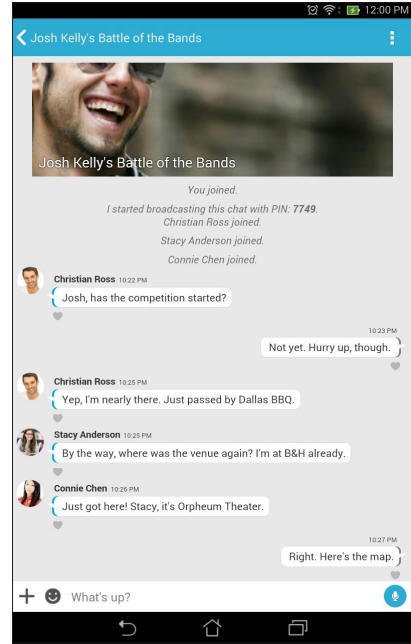 12:00 PM
Josh Kelly's Battle of the Bands
Josh Kelly's Battle of the Bands
You joined.
I started broadcasting this chat with PIN: 7749.
Christian Ross joined.
Stacy Anderson joined.
Connie Chen joined.
Christian Ross 10:22 PM
Josh, has the competition started?
10:23 PM
Not yet. Hurry up, though.
Christian Ross 10:25 PM
Yep, I'm nearly there. Just passed by Dallas BBQ.
Stacy Anderson 10:25 PM
By the way, where was the venue again? I'm at B&H already.
Connie Chen 10:26 PM
Just got here! Stacy, it's Orpheum Theater.
10:27 PM
Right. Here's the map.
What's up?